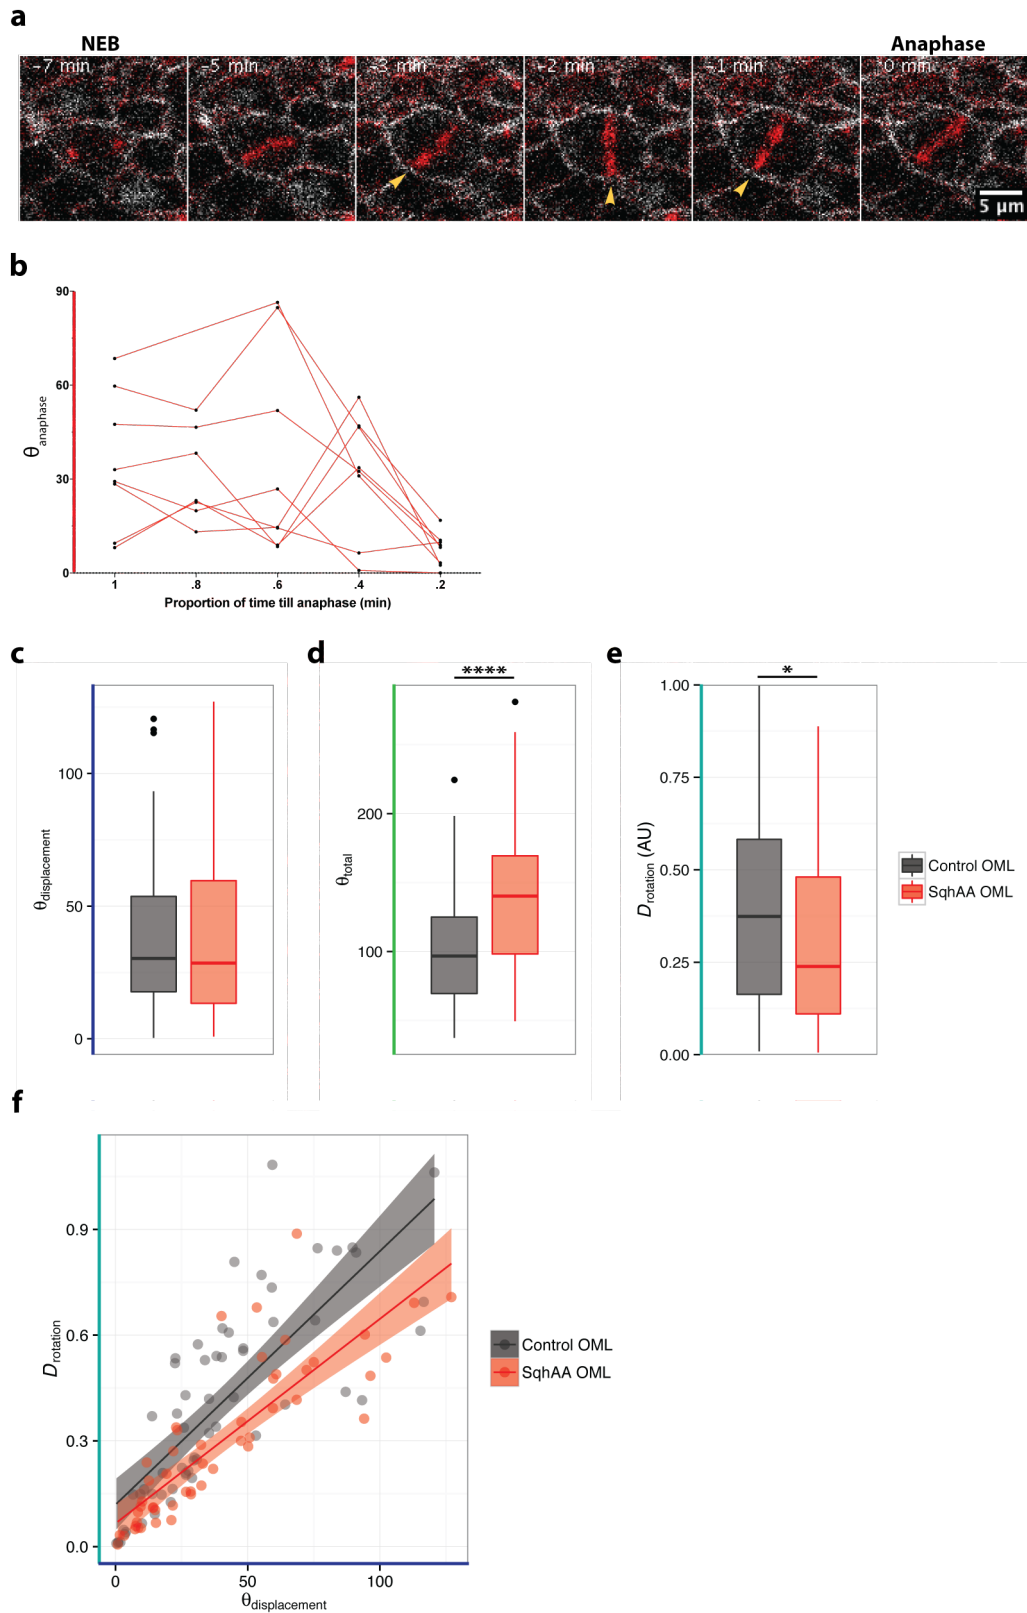 a
NEB Anaphase
-7 min -5 min -3 min -2 min -1 min 0 min
5 μm
b
90
60
30
0
θanaphase
1 .8 .6 .4 .2
Proportion of time till anaphase (min)
c
100
50
0
θdisplacement
d
****
200
100
θtotal
e
*
1.00
0.75
0.50
0.25
0.00
Drotation (AU)
Control OML
SqhAA OML
f
0.9
0.6
0.3
0.0
Drotation
0 50 100
θdisplacement
Control OML
SqhAA OML